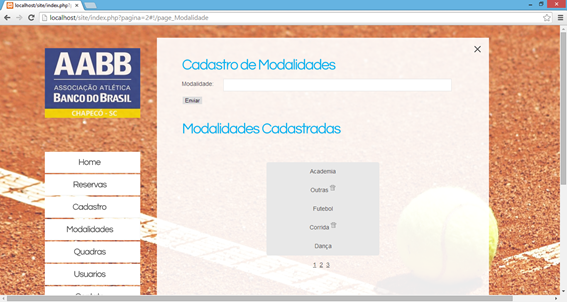 localhost/site/index.php?p
localhost/site/index.php?pagina=2#!/page_Modalidade
AABB
ASSOCIAÇÃO ATLÉTICA
BANCO DO BRASIL
CHAPECÓ - SC
Home
Reservas
Cadastro
Modalidades
Quadras
Usuarios
Cadastro de Modalidades
Modalidade:
Enviar
Modalidades Cadastradas
Academia
Outras
Futebol
Corrida
Dança
1 2 3